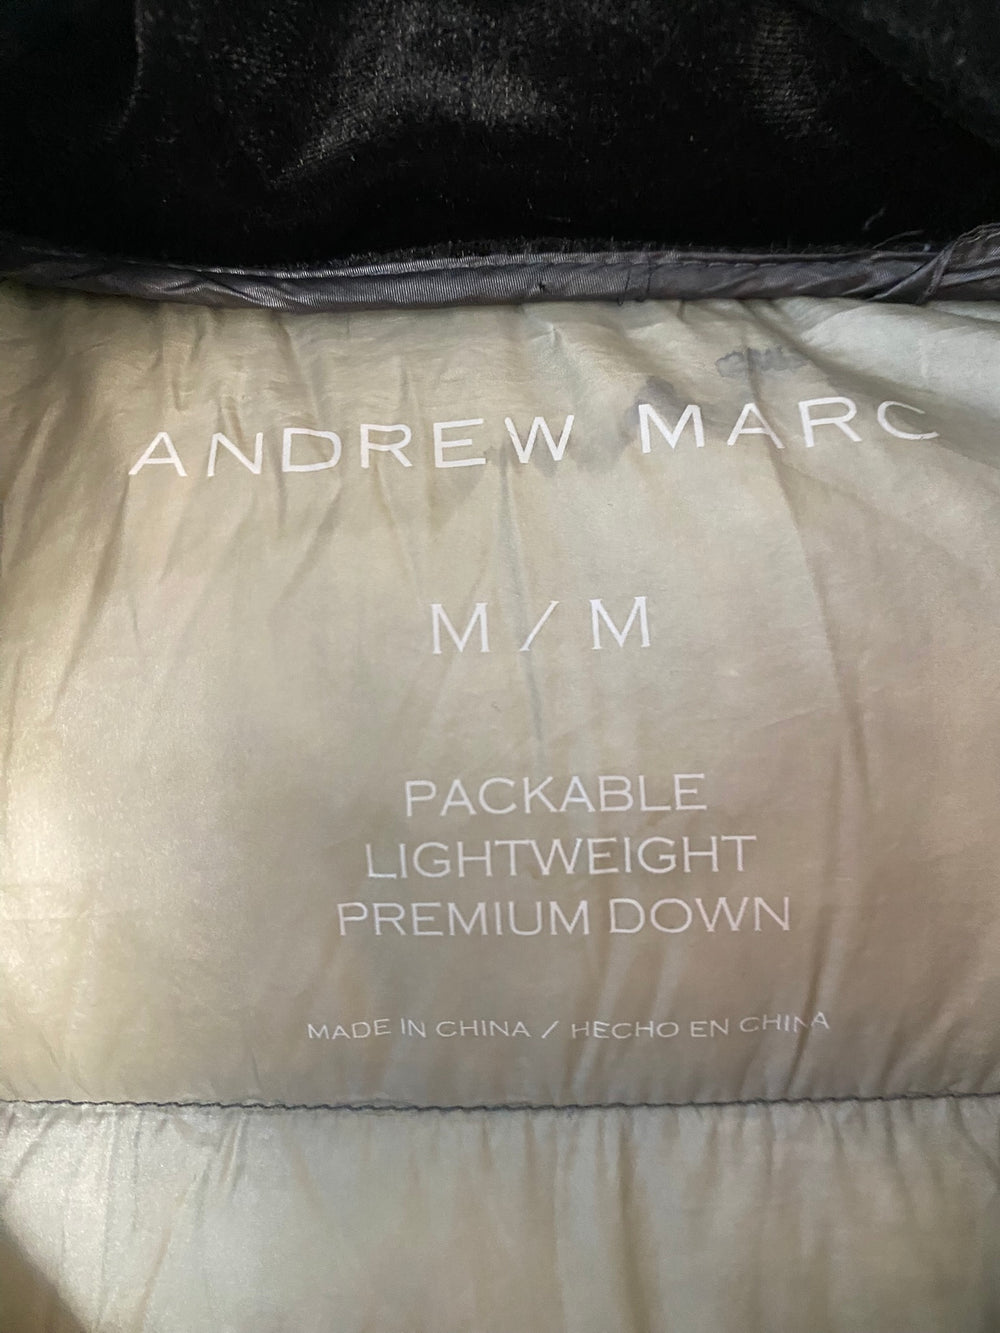 ANDREW MARC
M / M
PACKABLE
LIGHTWEIGHT
PREMIUM DOWN
MADE IN CHINA / HECHO EN CHINA